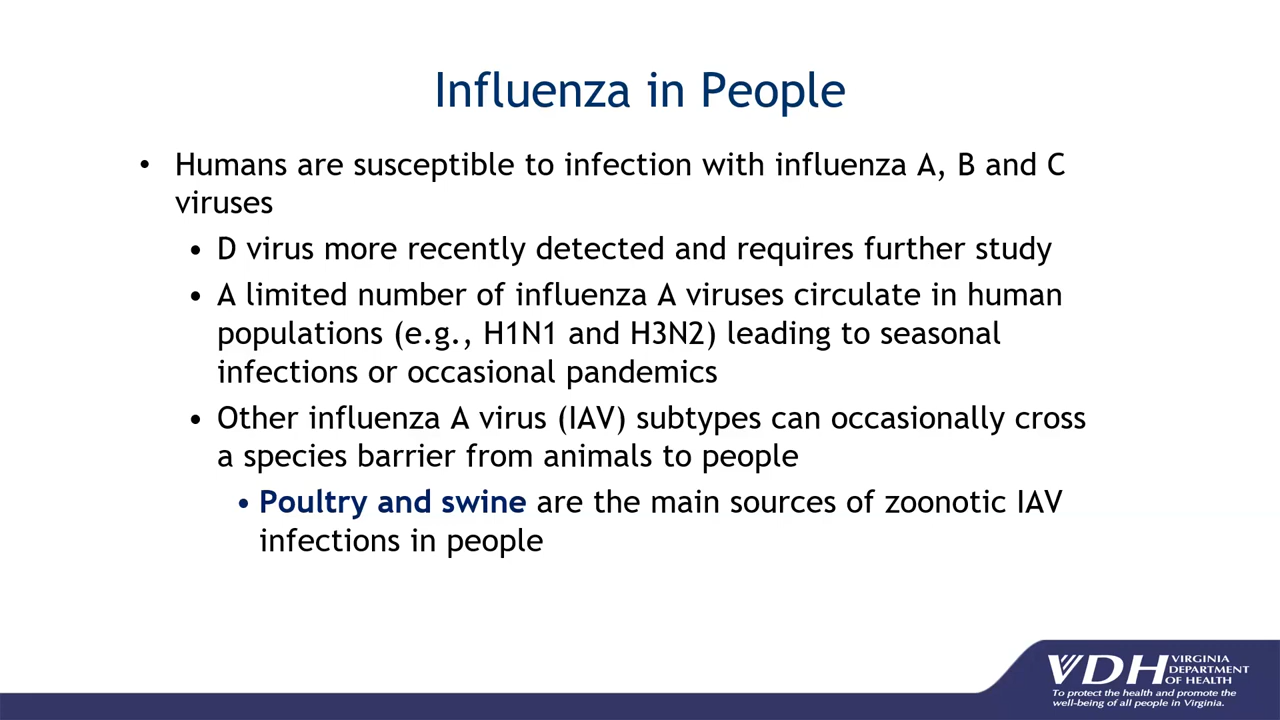 Influenza in People
• Humans are susceptible to infection with influenza A, B and C
viruses
• D virus more recently detected and requires further study
• A limited number of influenza A viruses circulate in human
populations (e.g., H1N1 and H3N2) leading to seasonal
infections or occasional pandemics
• Other influenza A virus (IAV) subtypes can occasionally cross
a species barrier from animals to people
• Poultry and swine are the main sources of zoonotic IAV
infections in people
VDH VIRGINIA
DEPARTMENT
OF HEALTH
To protect the health and promote the
well-being of all people in Virginia.